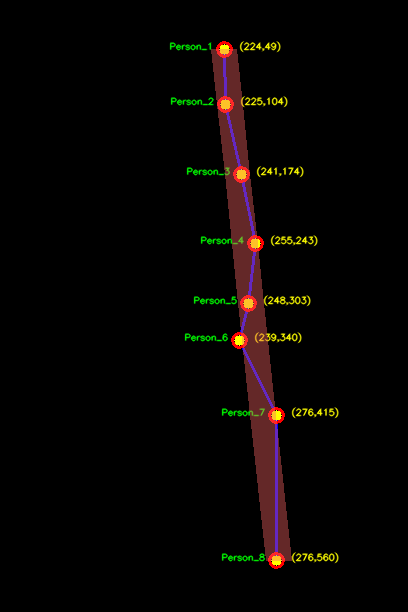 Person_1 (224,49)
Person_2 (225,104)
Person_3 (241,174)
Person_4 (255,243)
Person_5 (248,303)
Person_6 (239,340)
Person_7 (276,415)
Person_8 (276,560)